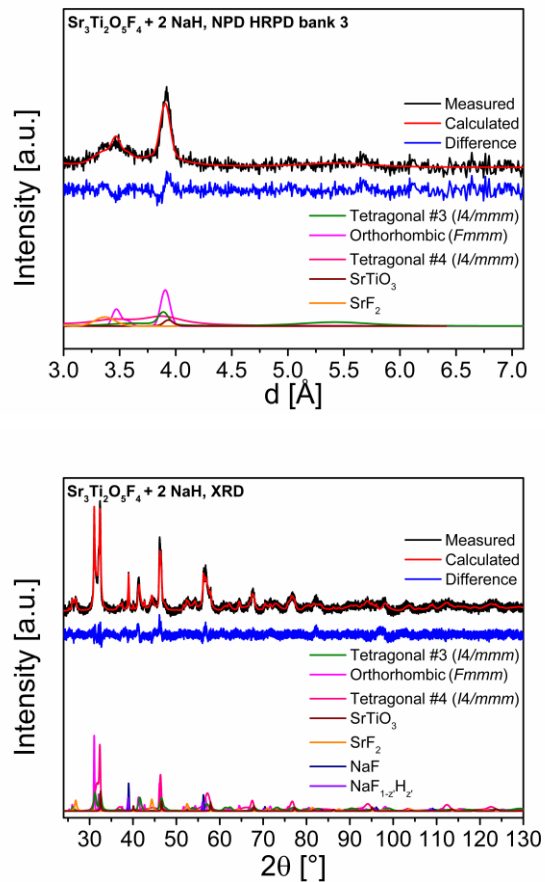 Sr₃Ti₂O₅F₄ + 2 NaH, NPD HRPD bank 3
Measured
Calculated
Difference
Tetragonal #3 (I4/mmm)
Orthorhombic (Fmmm)
Tetragonal #4 (I4/mmm)
SrTiO₃
SrF₂
Intensity [a.u.]
3.0 3.5 4.0 4.5 5.0 5.5 6.0 6.5 7.0
d [Å]
Sr₃Ti₂O₅F₄ + 2 NaH, XRD
Measured
Calculated
Difference
Tetragonal #3 (I4/mmm)
Orthorhombic (Fmmm)
Tetragonal #4 (I4/mmm)
SrTiO₃
SrF₂
NaF
NaF₁₋z'Hz'
Intensity [a.u.]
30 40 50 60 70 80 90 100 110 120 130
2θ [°]